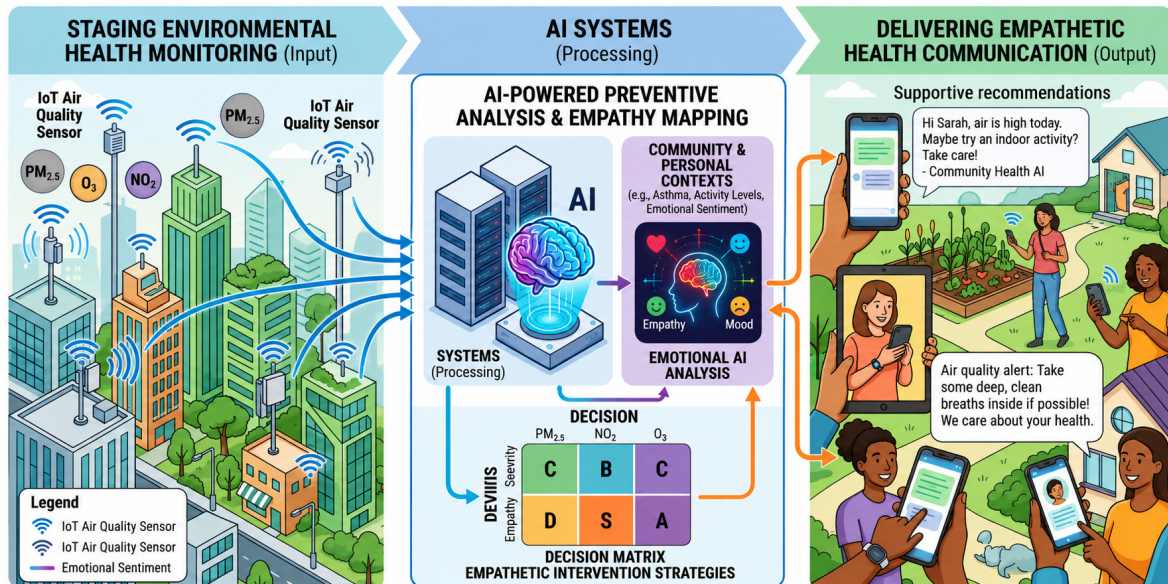 STAGING ENVIRONMENTAL
HEALTH MONITORING (Input)
IoT Air
Quality
Sensor
PM2.5
IoT Air
Quality Sensor
PM2.5
O3
NO2
Legend
IoT Air Quality Sensor
IoT Air Quality Sensor
Emotional Sentiment
AI SYSTEMS
(Processing)
AI-POWERED PREVENTIVE
ANALYSIS & EMPATHY MAPPING
AI
SYSTEMS
(Processing)
COMMUNITY &
PERSONAL
CONTEXTS
(e.g., Asthma, Activity Levels,
Emotional Sentiment)
Empathy
Mood
EMOTIONAL AI
ANALYSIS
DECISION
PM2.5 NO2 O3
DEVIIIS
Seevrity
C B C
Empathy
D S A
DECISION MATRIX
EMPATHETIC INTERVENTION STRATEGIES
DELIVERING EMPATHETIC
HEALTH COMMUNICATION (Output)
Supportive recommendations
Hi Sarah, air is high today.
Maybe try an indoor activity?
Take care!
- Community Health AI
Air quality alert: Take
some deep, clean
breaths inside if possible!
We care about your health.